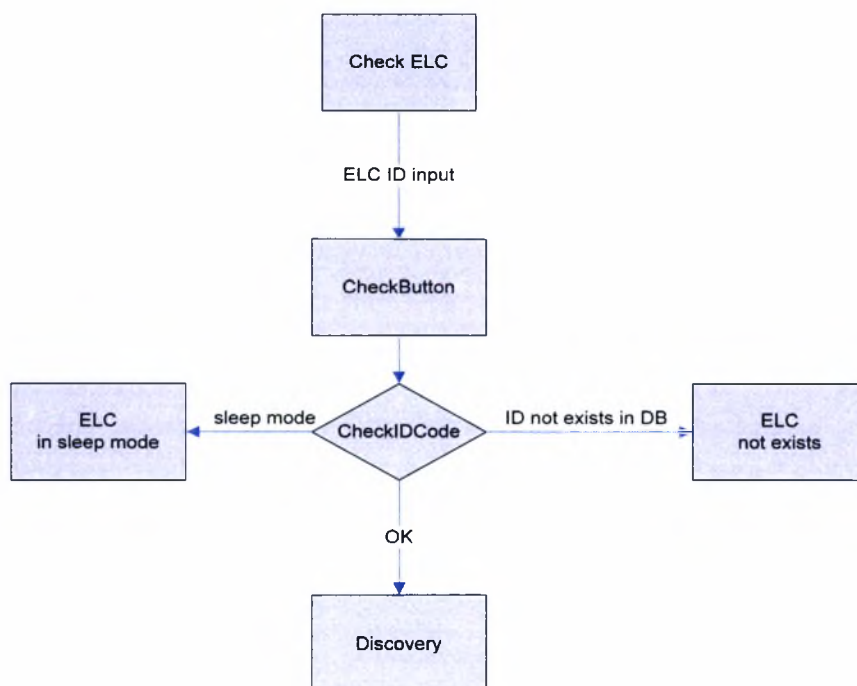 Check ELC
ELC ID input
CheckButton
ELC
in sleep mode
sleep mode
CheckIDCode
ID not exists in DB
ELC
not exists
OK
Discovery